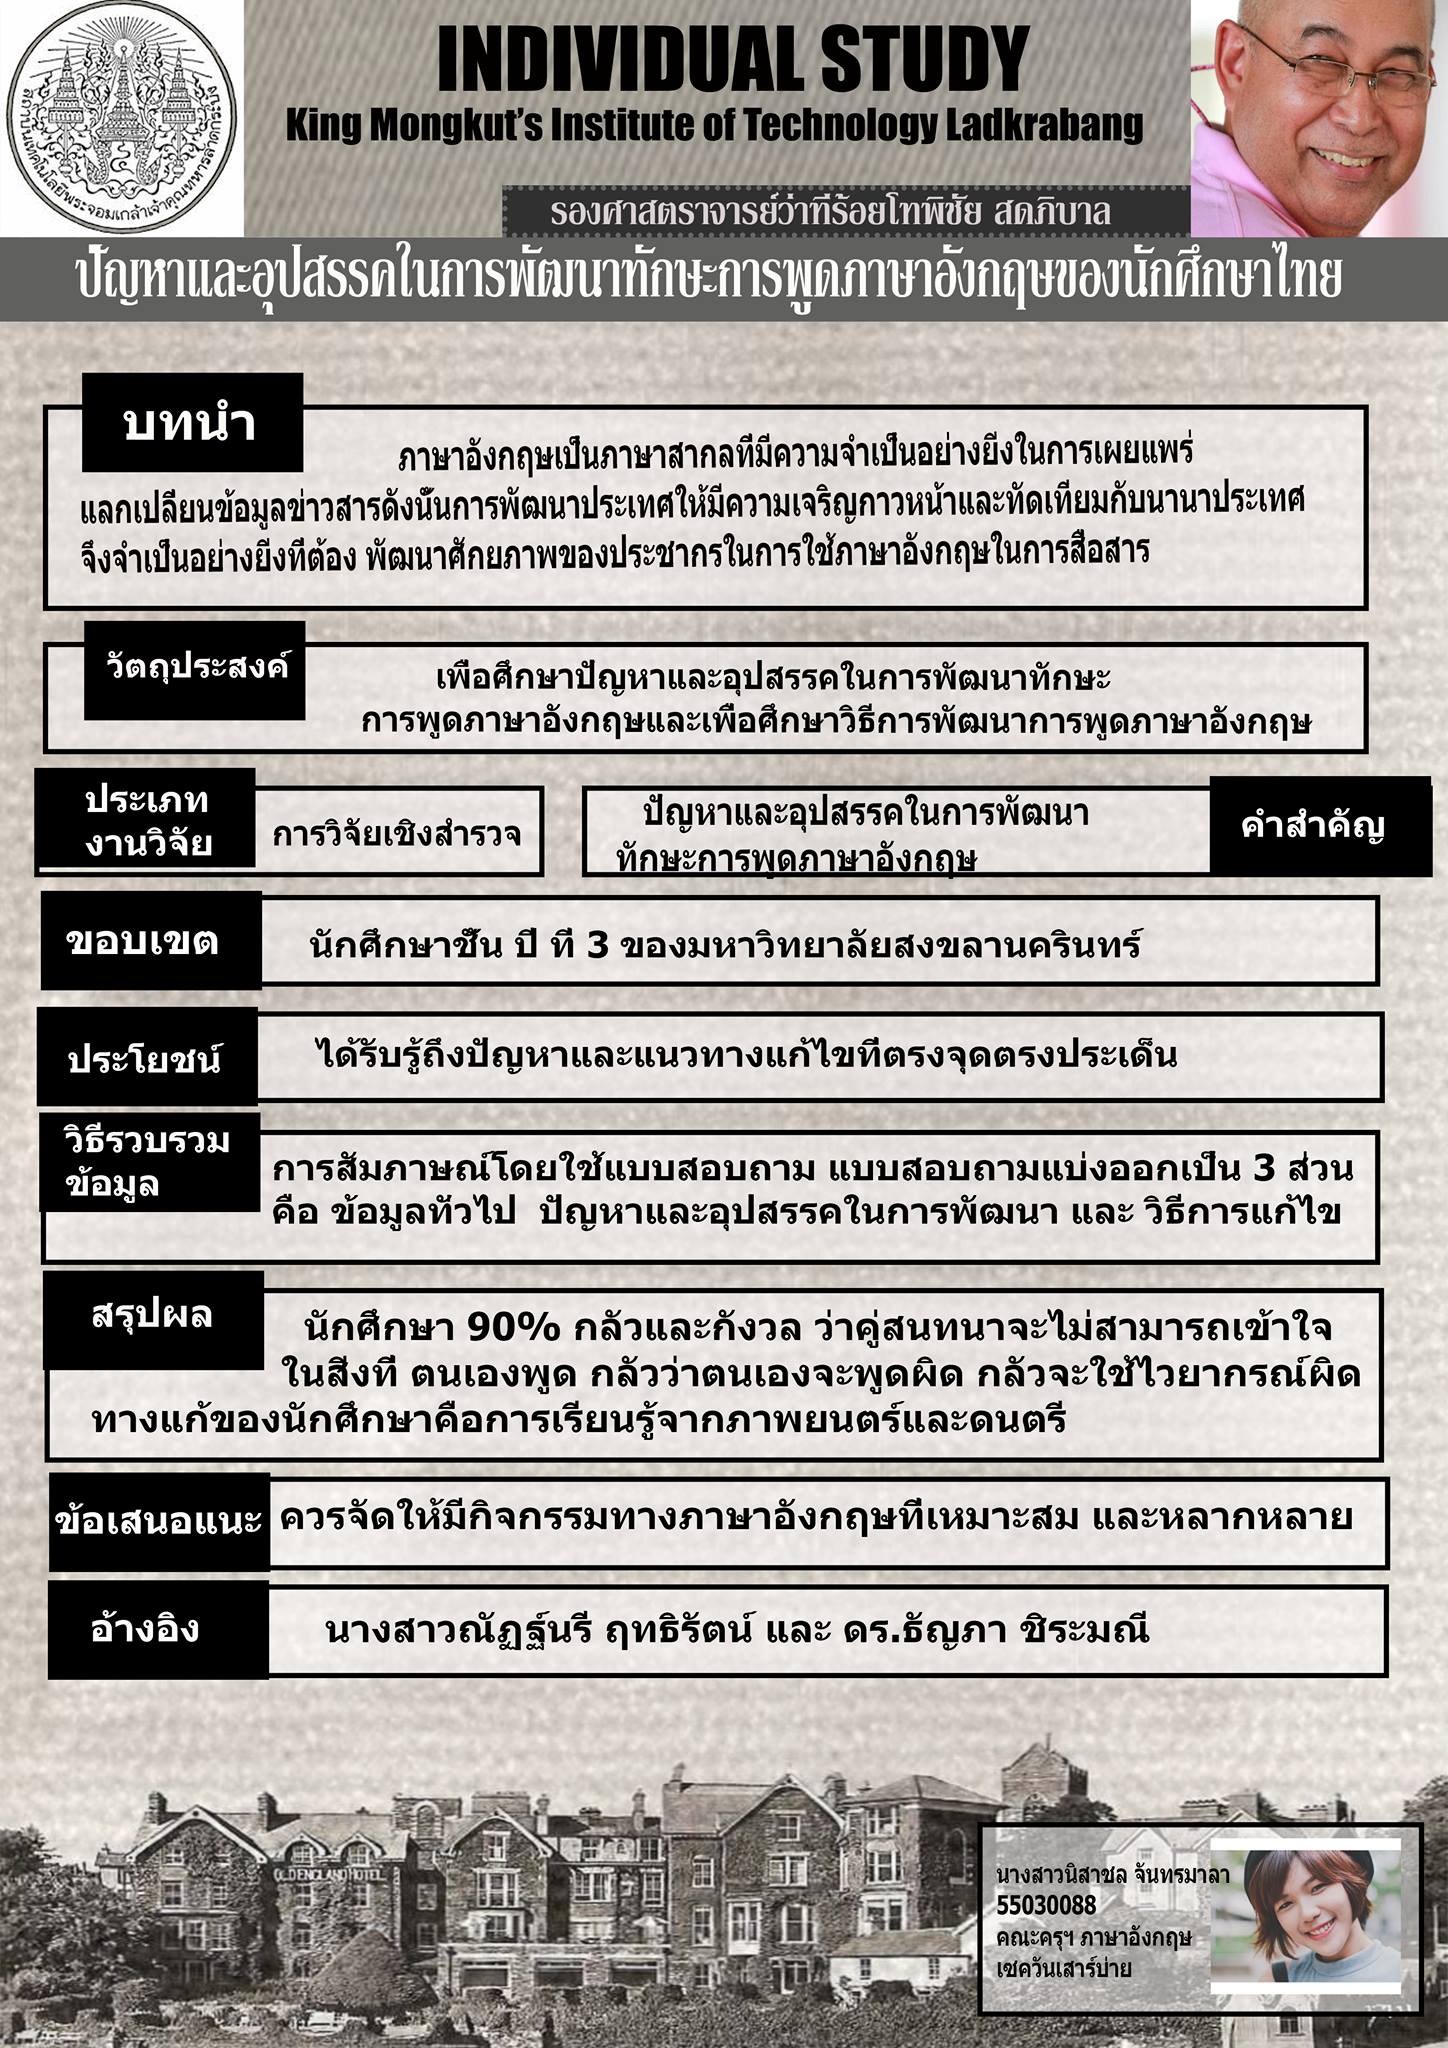 สถาบันเทคโนโลยีพระจอมเกล้าเจ้าคุณทหารลาดกระบัง
INDIVIDUAL STUDY
King Mongkut's Institute of Technology Ladkrabang
รองศาสตราจารย์ว่าที่ร้อยโทพิชัย สดภิบาล
ปัญหาและอุปสรรคในการพัฒนาทักษะการพูดภาษาอังกฤษของนักศึกษาไทย
บทนำ
ภาษาอังกฤษเป็นภาษาสากลที่มีความจำเป็นอย่างยิ่งในการเผยแพร่
แลกเปลี่ยนข้อมูลข่าวสารดังนั้นการพัฒนาประเทศให้มีความเจริญกาวหน้าและทัดเทียมกับนานาประเทศ
จึงจำเป็นอย่างยิ่งที่ต้อง พัฒนาศักยภาพของประชากรในการใช้ภาษาอังกฤษในการสื่อสาร
วัตถุประสงค์
เพื่อศึกษาปัญหาและอุปสรรคในการพัฒนาทักษะ
การพูดภาษาอังกฤษและเพื่อศึกษาวิธีการพัฒนาการพูดภาษาอังกฤษ
ประเภท
งานวิจัย
การวิจัยเชิงสำรวจ
ปัญหาและอุปสรรคในการพัฒนา
ทักษะการพูดภาษาอังกฤษ
คำสำคัญ
ขอบเขต
นักศึกษาชั้น ปี ที่ 3 ของมหาวิทยาลัยสงขลานครินทร์
ประโยชน์
ได้รับรู้ถึงปัญหาและแนวทางแก้ไขที่ตรงจุดตรงประเด็น
วิธีรวบรวม
ข้อมูล
การสัมภาษณ์โดยใช้แบบสอบถาม แบบสอบถามแบ่งออกเป็น 3 ส่วน
คือ ข้อมูลทั่วไป ปัญหาและอุปสรรคในการพัฒนา และ วิธีการแก้ไข
สรุปผล
นักศึกษา 90% กลัวและกังวล ว่าคู่สนทนาจะไม่สามารถเข้าใจ
ในสิ่งที่ ตนเองพูด กลัวว่าตนเองจะพูดผิด กลัวจะใช้ไวยากรณ์ผิด
ทางแก้ของนักศึกษาคือการเรียนรู้จากภาพยนตร์และดนตรี
ข้อเสนอแนะ
ควรจัดให้มีกิจกรรมทางภาษาอังกฤษที่เหมาะสม และหลากหลาย
อ้างอิง
นางสาวณัฏฐ์นรี ฤทธิรัตน์ และ ดร.ธัญภา ชิระมณี
OLD ENGLAND HOTEL
นางสาวนิสาชล จันทรมาลา
55030088
คณะครุฯ ภาษาอังกฤษ
เซควันเสาร์บ่าย